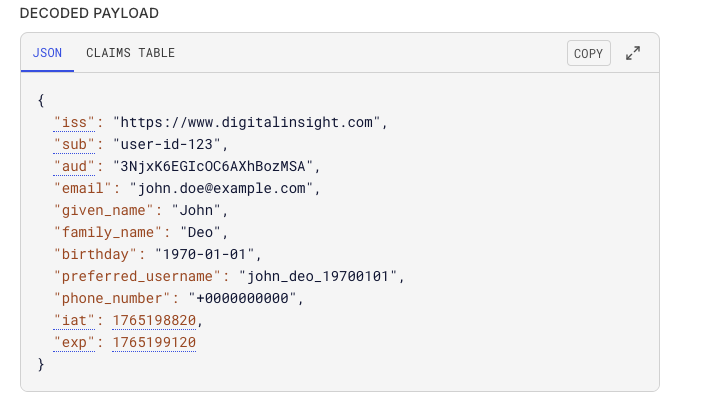 DECODED PAYLOAD
JSON CLAIMS TABLE COPY
{
"iss": "https://www.digitalinsight.com",
"sub": "user-id-123",
"aud": "3NjxK6EGIcOC6AXhBozMSA",
"email": "john.doe@example.com",
"given_name": "John",
"family_name": "Deo",
"birthday": "1970-01-01",
"preferred_username": "john_deo_19700101",
"phone_number": "+0000000000",
"iat": 1765198820,
"exp": 1765199120
}